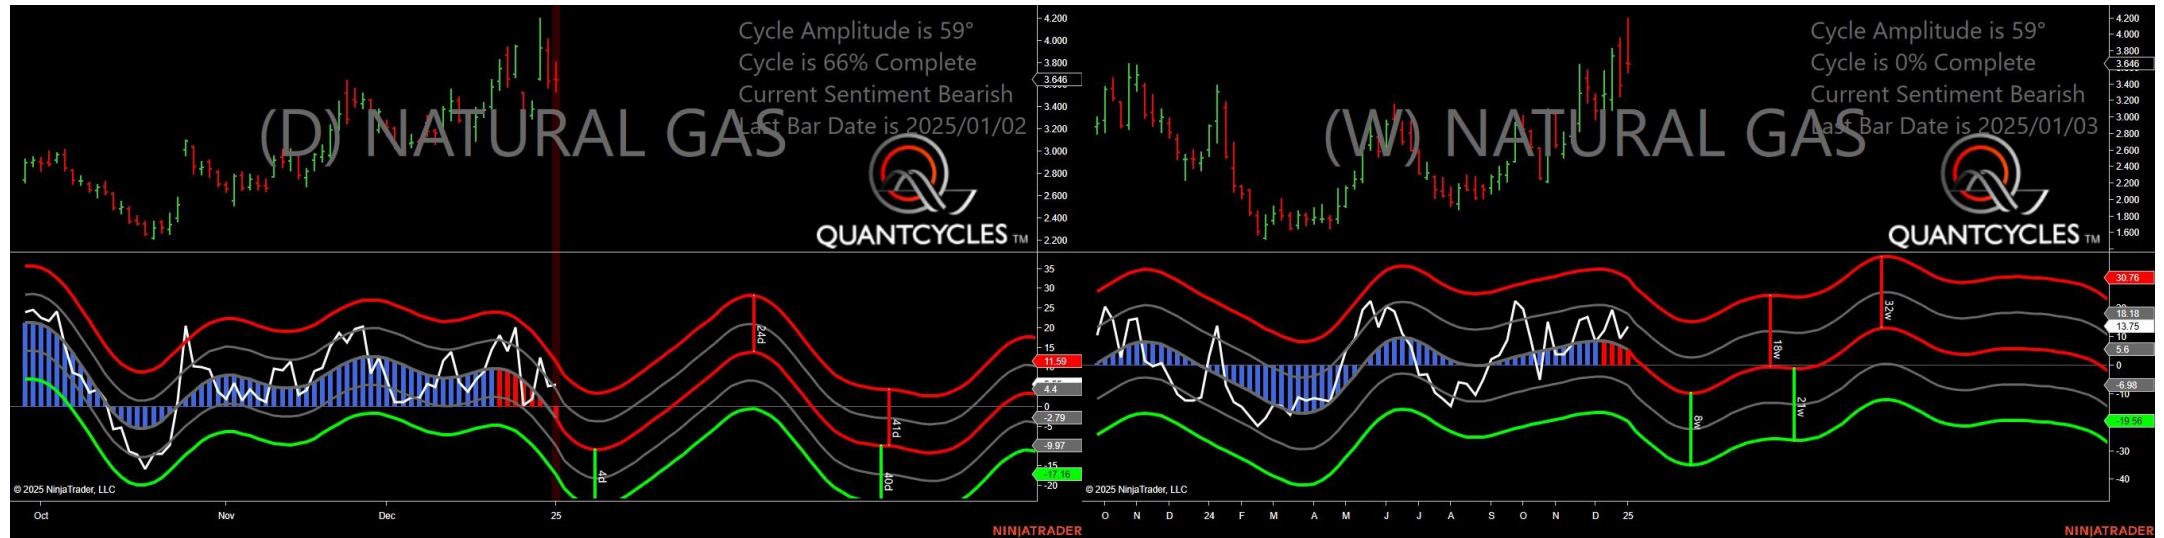 Cycle Amplitude is 59°
Cycle is 66% Complete
Current Sentiment Bearish
Last Bar Date is 2025/01/02
(D) NATURAL GAS
QUANTCYCLES TM
4.200
4.000
3.800
3.646
3.400
3.200
3.000
2.800
2.600
2.400
2.200
35
30
25
20
15
11.59
4.4
0
-2.79
-5
-9.97
-15
-17.16
-20
24d
41d
4d
40d
© 2025 NinjaTrader, LLC
Oct Nov Dec 25
NINJATRADER
Cycle Amplitude is 59°
Cycle is 0% Complete
Current Sentiment Bearish
Last Bar Date is 2025/01/03
(W) NATURAL GAS
QUANTCYCLES TM
4.200
4.000
3.800
3.646
3.400
3.200
3.000
2.800
2.600
2.400
2.200
2.000
1.800
1.600
30.76
18.18
13.75
10
5.6
0
-6.98
-10
-19.56
-30
-40
32w
16w
8w
21w
© 2025 NinjaTrader, LLC
O N D 24 F M A M J J A S O N D 25
NINJATRADER